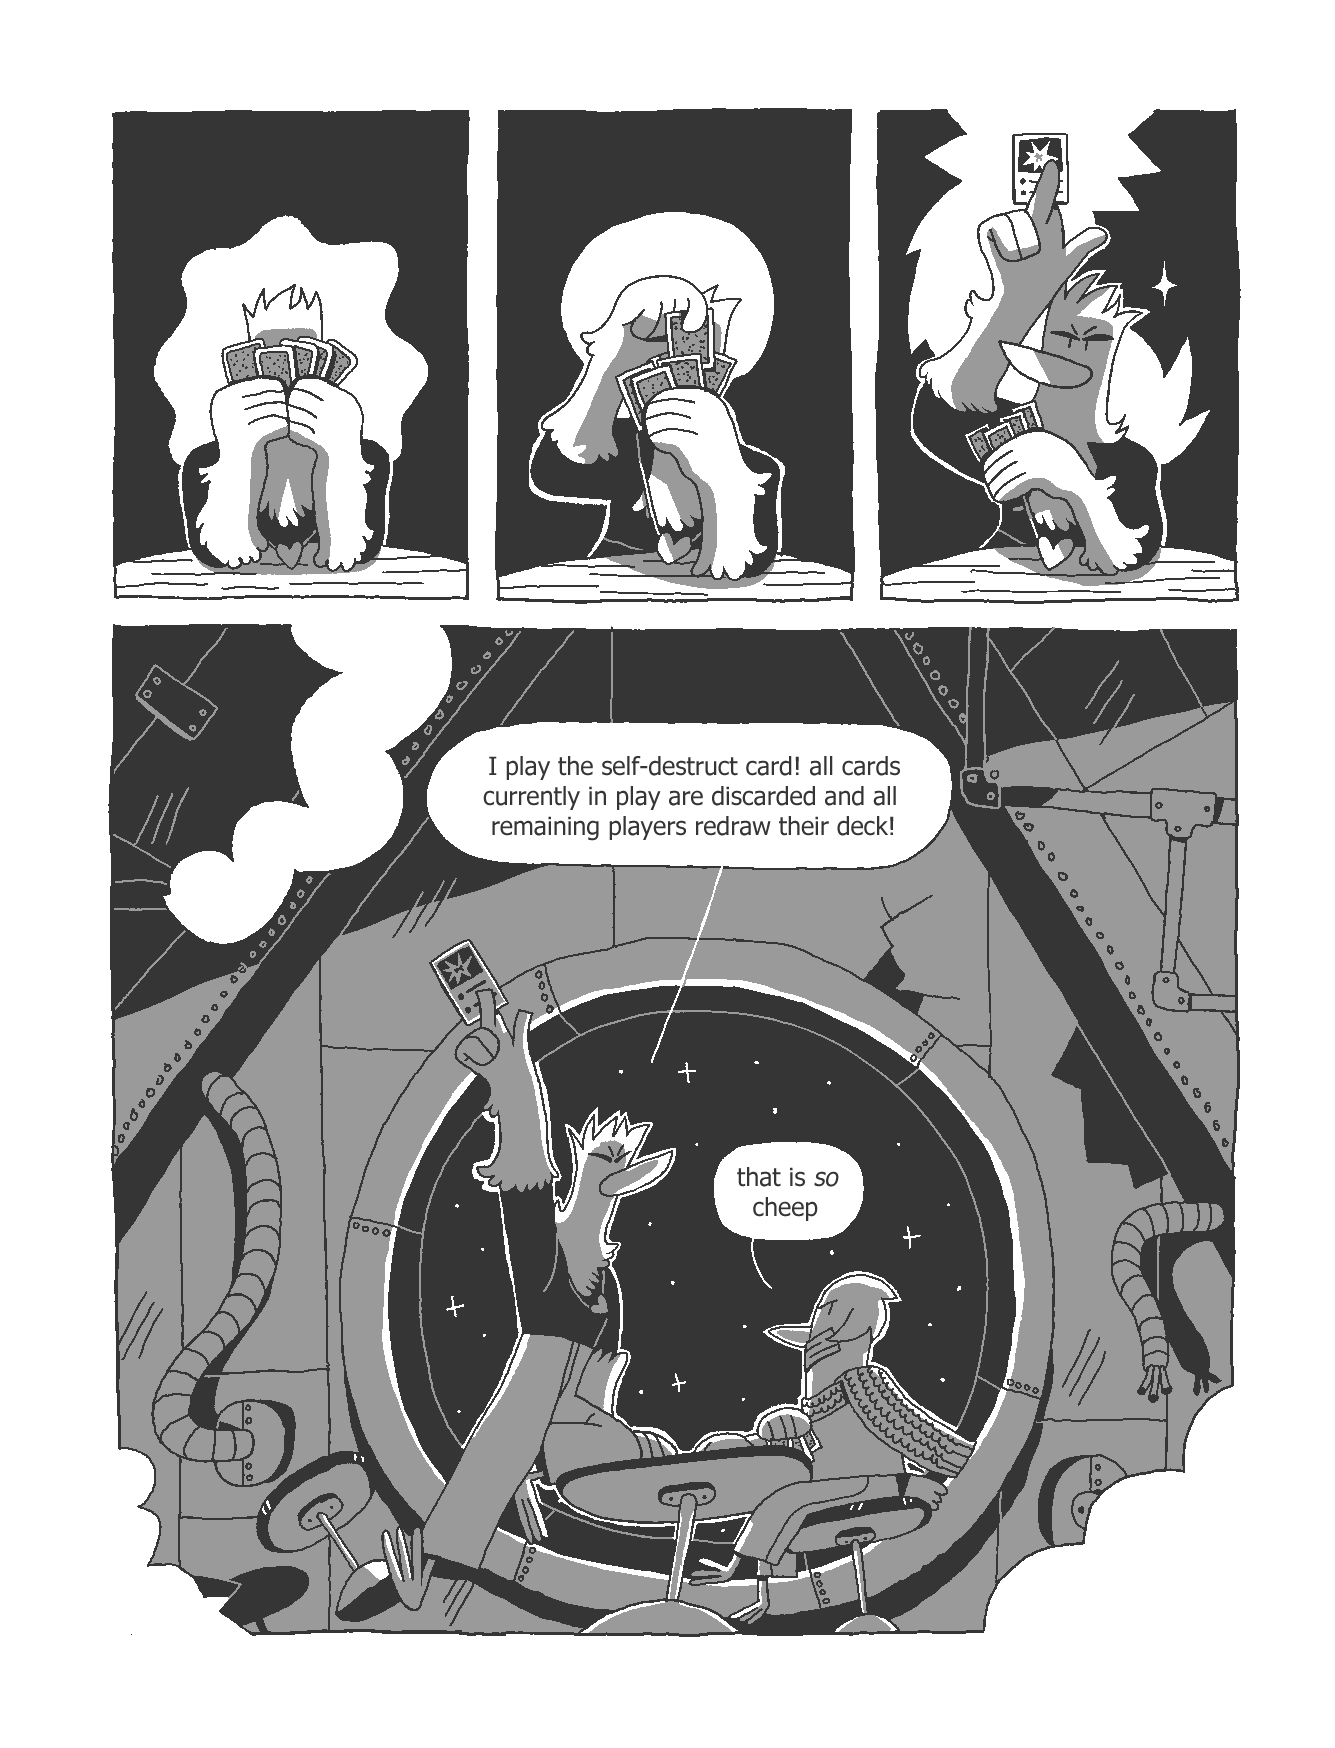 I play the self-destruct card! all cards
currently in play are discarded and all
remaining players redraw their deck!
that is so
cheep